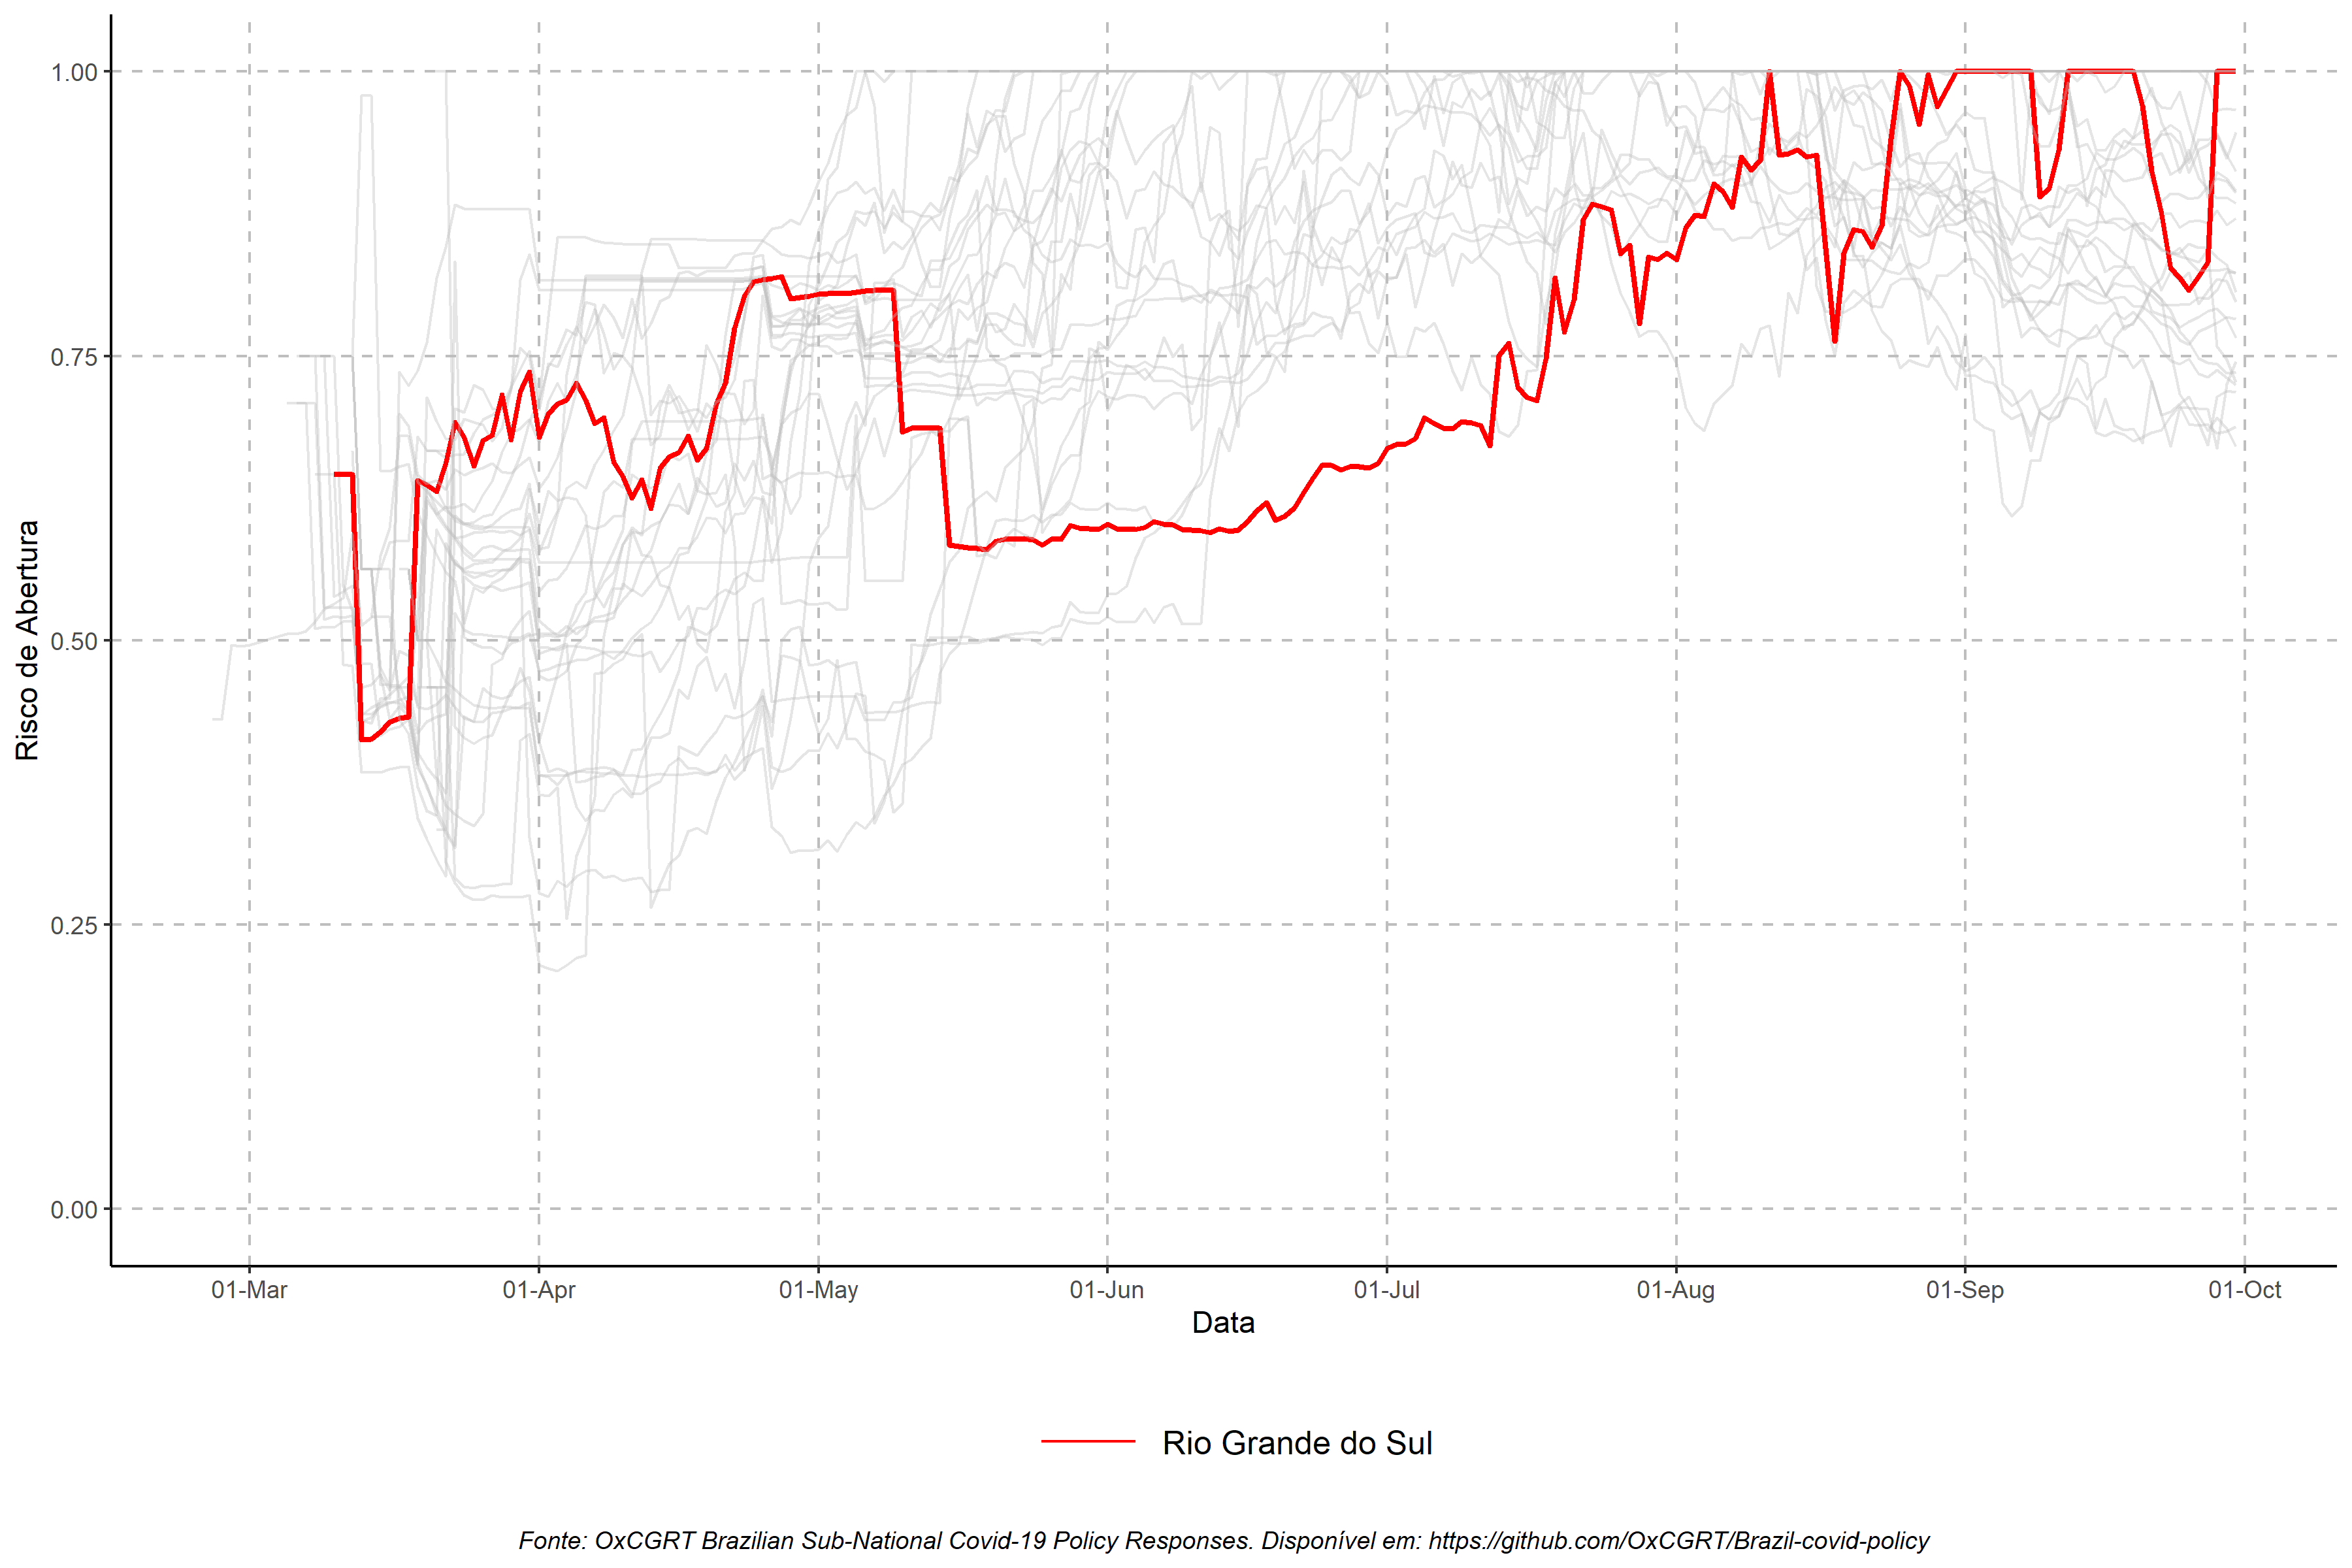 1.00
0.75
0.50
0.25
0.00
Risco de Abertura
01-Mar 01-Apr 01-May 01-Jun 01-Jul 01-Aug 01-Sep 01-Oct
Data
Rio Grande do Sul
Fonte: OxCGRT Brazilian Sub-National Covid-19 Policy Responses. Disponível em: https://github.com/OxCGRT/Brazil-covid-policy